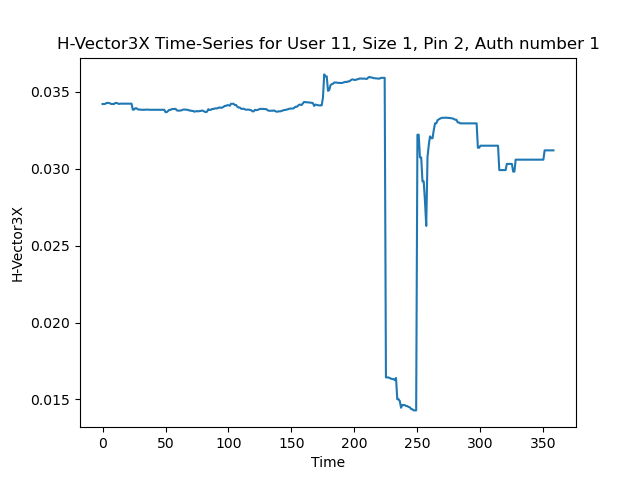 H-Vector3X Time-Series for User 11, Size 1, Pin 2, Auth number 1
0.035
0.030
0.025
0.020
0.015
H-Vector3X
0 50 100 150 200 250 300 350
Time